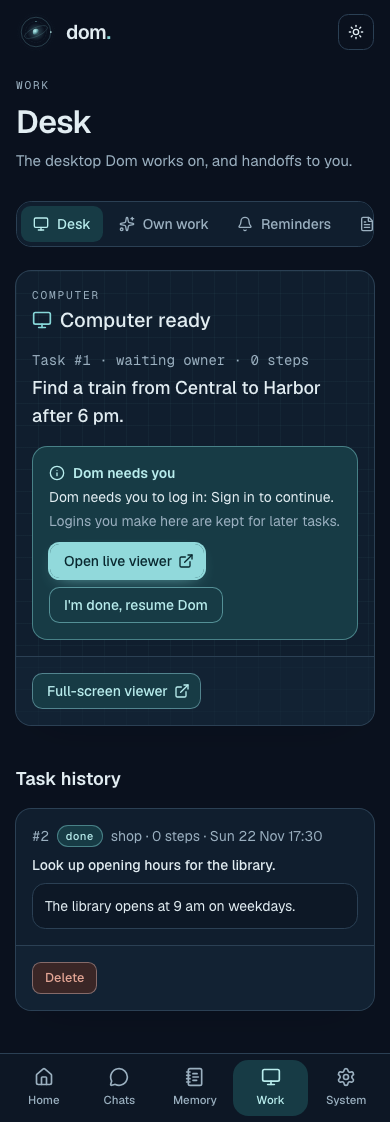 dom.
WORK
Desk
The desktop Dom works on, and handoffs to you.
Desk
Own work
Reminders
COMPUTER
Computer ready
Task #1 · waiting owner · 0 steps
Find a train from Central to Harbor
after 6 pm.
Dom needs you
Dom needs you to log in: Sign in to continue.
Logins you make here are kept for later tasks.
Open live viewer
I'm done, resume Dom
Full-screen viewer
Task history
#2 done shop · 0 steps · Sun 22 Nov 17:30
Look up opening hours for the library.
The library opens at 9 am on weekdays.
Delete
Home
Chats
Memory
Work
System